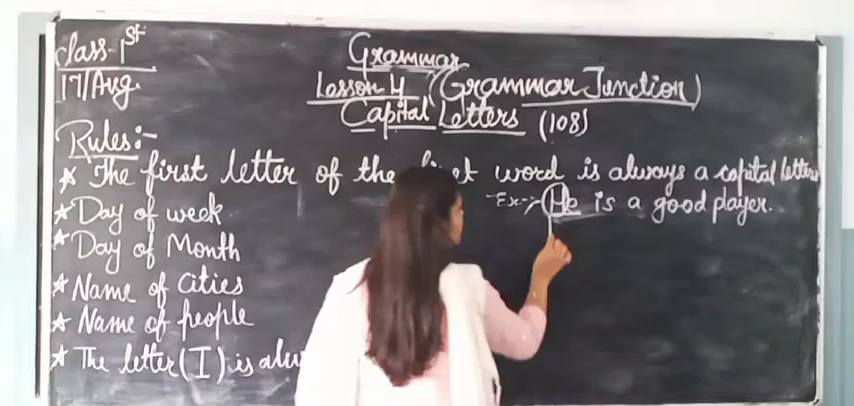 Class-1st
17/Aug.
Grammar
Lesson 4 (Grammar Junction)
Capital Letters (108)
Rules:-
★ The first letter of the first word is always a capital letters
Ex:- He is a good player.
★ Day of week
★ Day of Month
★ Name of cities
★ Name of people
★ The letter (I) is